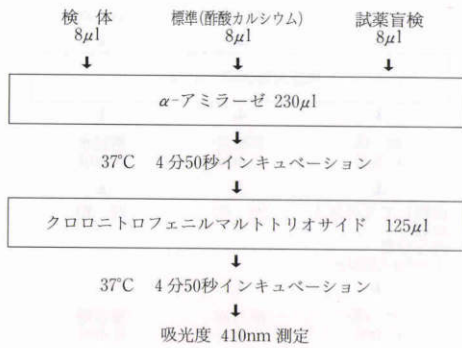 検 体 標準(酢酸カルシウム) 試薬盲検
8μl 8μl 8μl
α-アミラーゼ 230μl
37℃ 4分50秒インキュベーション
クロロニトロフェニルマルトトリオサイド 125μl
37℃ 4分50秒インキュベーション
吸光度 410nm 測定